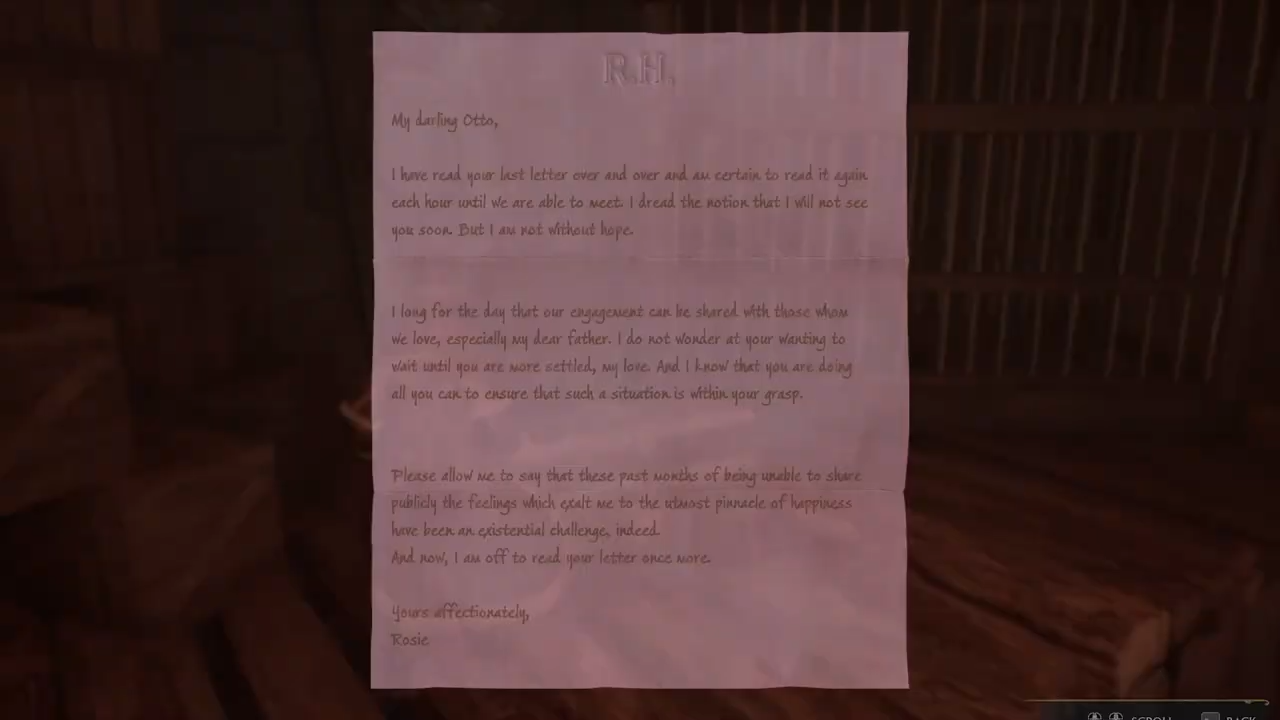 R.H.
My darling Otto,
I have read your last letter over and over and am certain to read it again
each hour until we are able to meet. I dread the notion that I will not see
you soon. But I am not without hope.
I long for the day that our engagement can be shared with those whom
we love, especially my dear father. I do not wonder at your wanting to
wait until you are more settled, my love. And I know that you are doing
all you can to ensure that such a situation is within your grasp.
Please allow me to say that these past months of being unable to share
publicly the feelings which exalt me to the utmost pinnacle of happiness
have been an existential challenge, indeed.
And now, I am off to read your letter once more.
Yours affectionately,
Rosie
SCROLL BACK